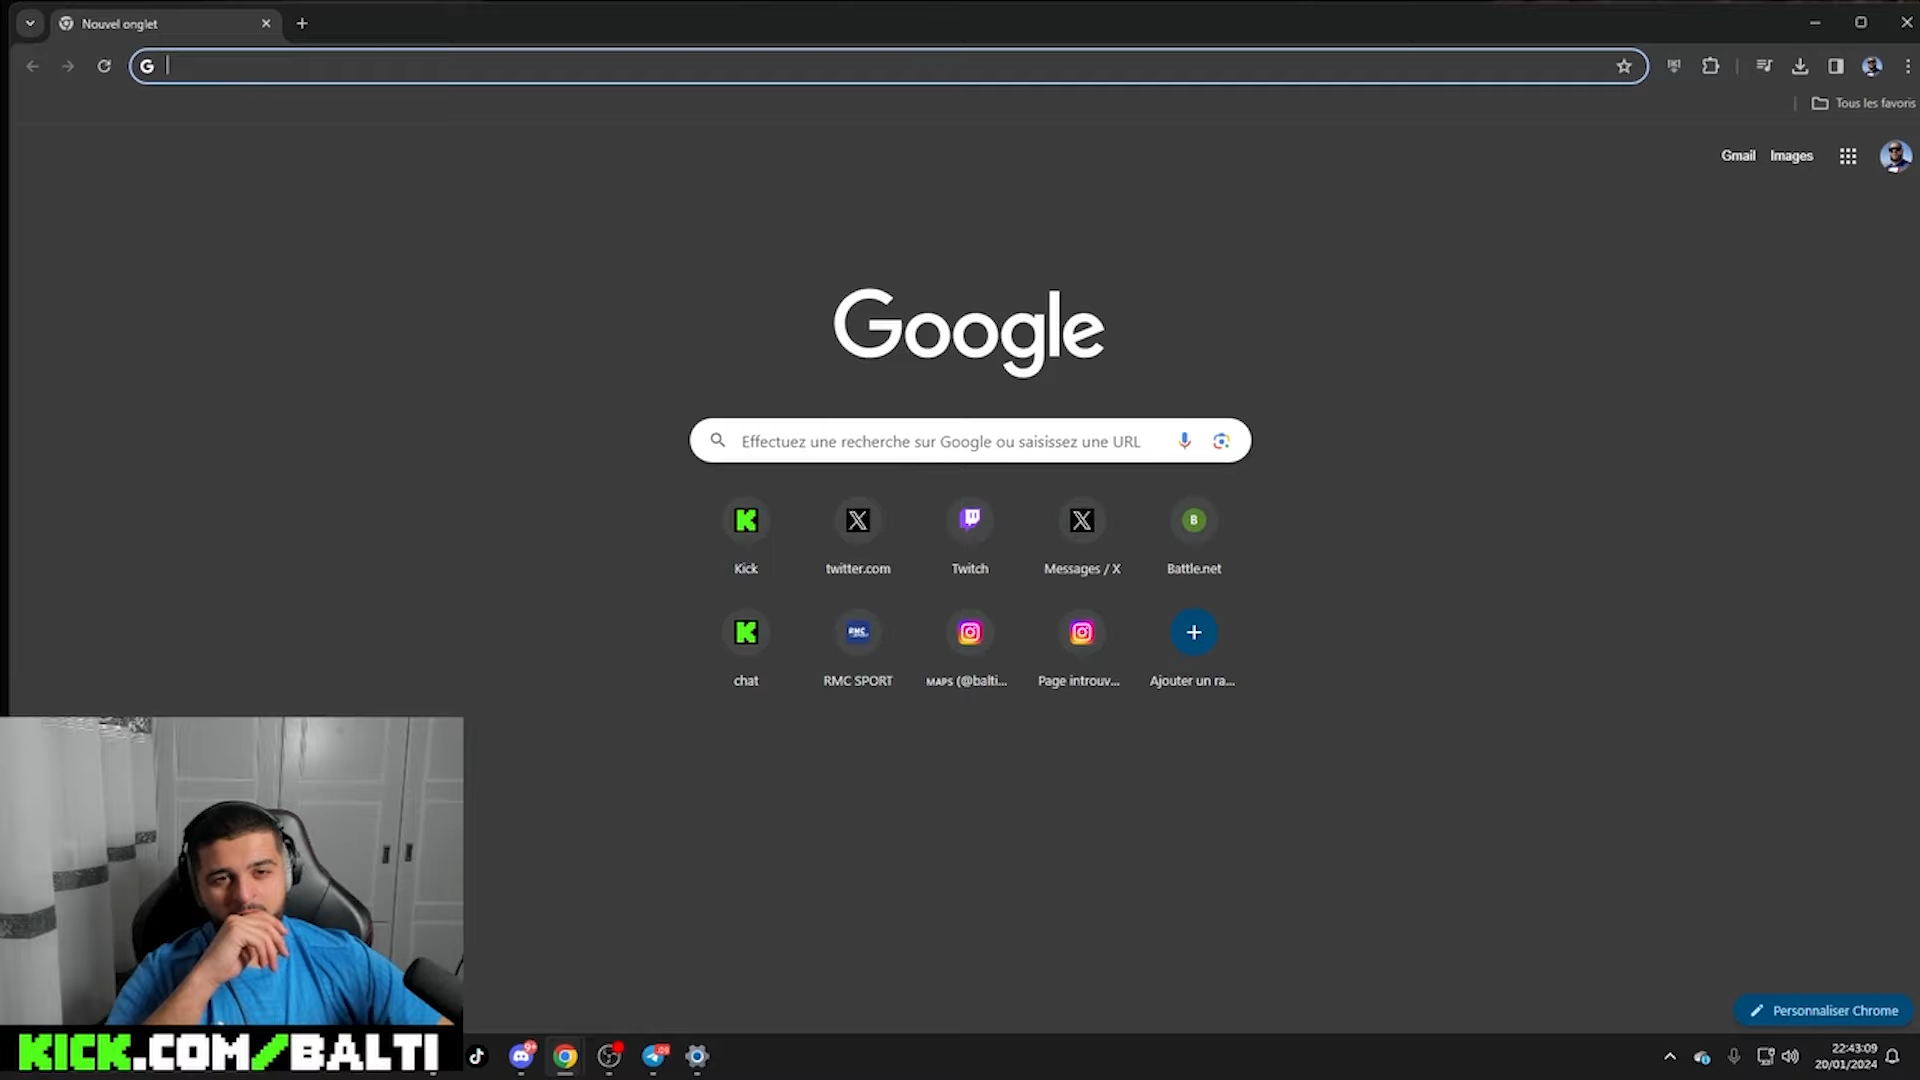 Nouvel onglet
Tous les favoris
Gmail Images
Google
Effectuez une recherche sur Google ou saisissez une URL
Kick twitter.com Twitch Messages / X Battle.net
B
RMC
chat RMC SPORT ᴍᴀᴘs (@balti... Page introuv... Ajouter un ra...
Personnaliser Chrome
KICK.COM/BALTI
22:43:09
20/01/2024